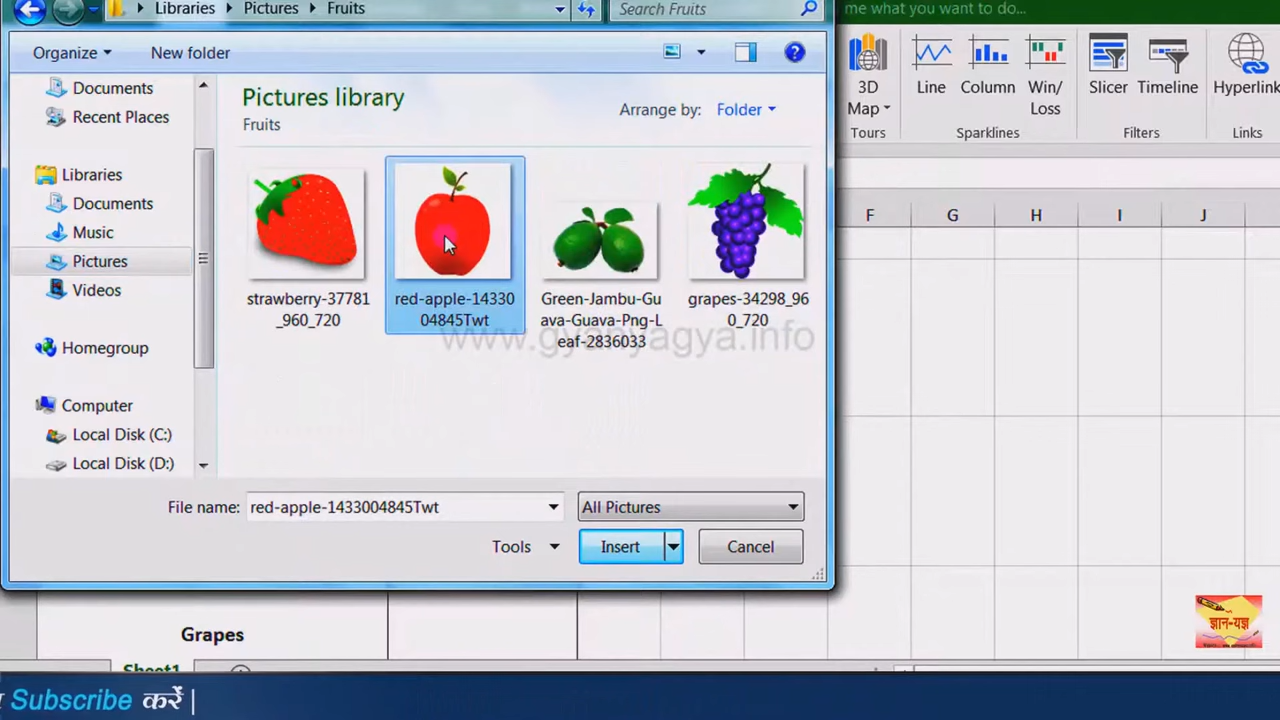 Libraries Pictures Fruits Search Fruits
me what you want to do...
Organize New folder
Documents
Recent Places
Libraries
Documents
Music
Pictures
Videos
Homegroup
Computer
Local Disk (C:)
Local Disk (D:)
Pictures library
Fruits
Arrange by: Folder
strawberry-37781
_960_720
red-apple-14330
04845Twt
Green-Jambu-Gu
ava-Guava-Png-L
eaf-2836033
grapes-34298_96
0_720
www.gyanyagya.info
File name: red-apple-1433004845Twt All Pictures
Tools Insert Cancel
3D
Map
Line
Column
Win/
Loss
Slicer
Timeline
Hyperlink
Tours
Sparklines
Filters
Links
F G H I J
Grapes
Sheet1
ज्ञान-यज्ञ
Subscribe करें |